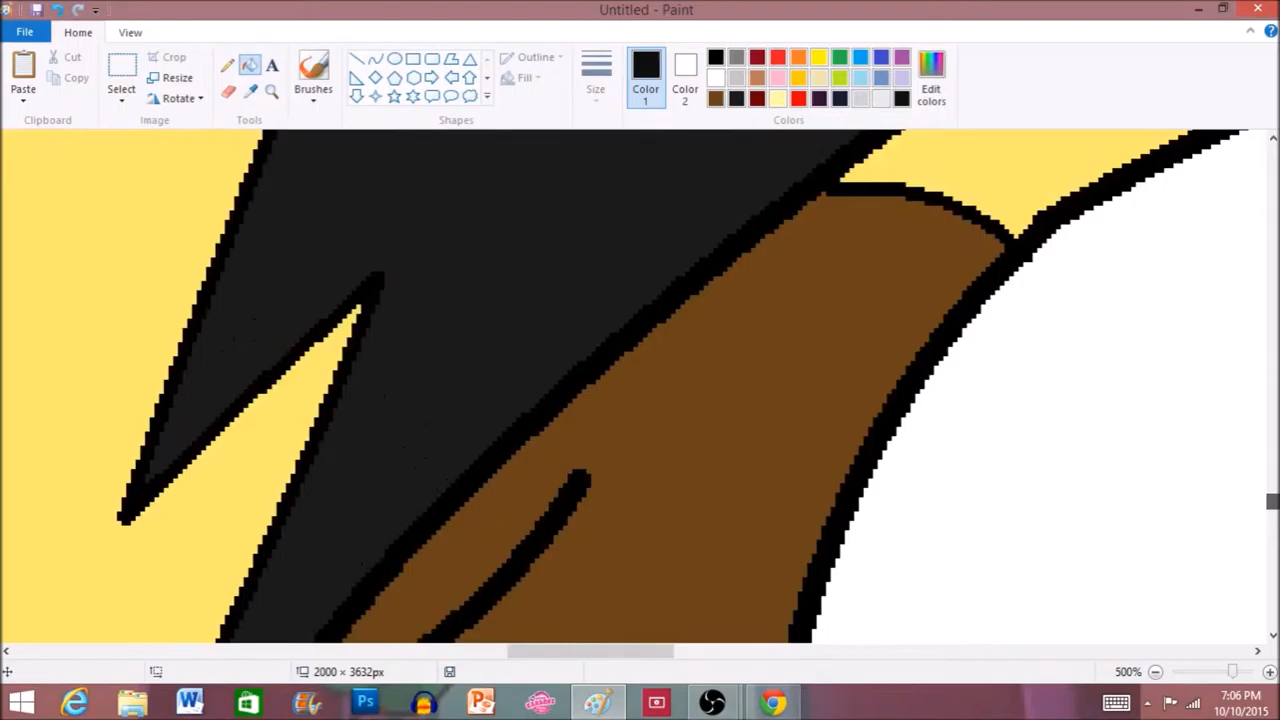 Untitled - Paint
File
Home
View
Paste
Cut
Copy
Clipboard
Select
Crop
Resize
Rotate
Image
A
Tools
Brushes
Outline
Fill
Shapes
Size
Color
1
Color
2
Edit
colors
Colors
2000 × 3632px
500%
7:06 PM
10/10/2015